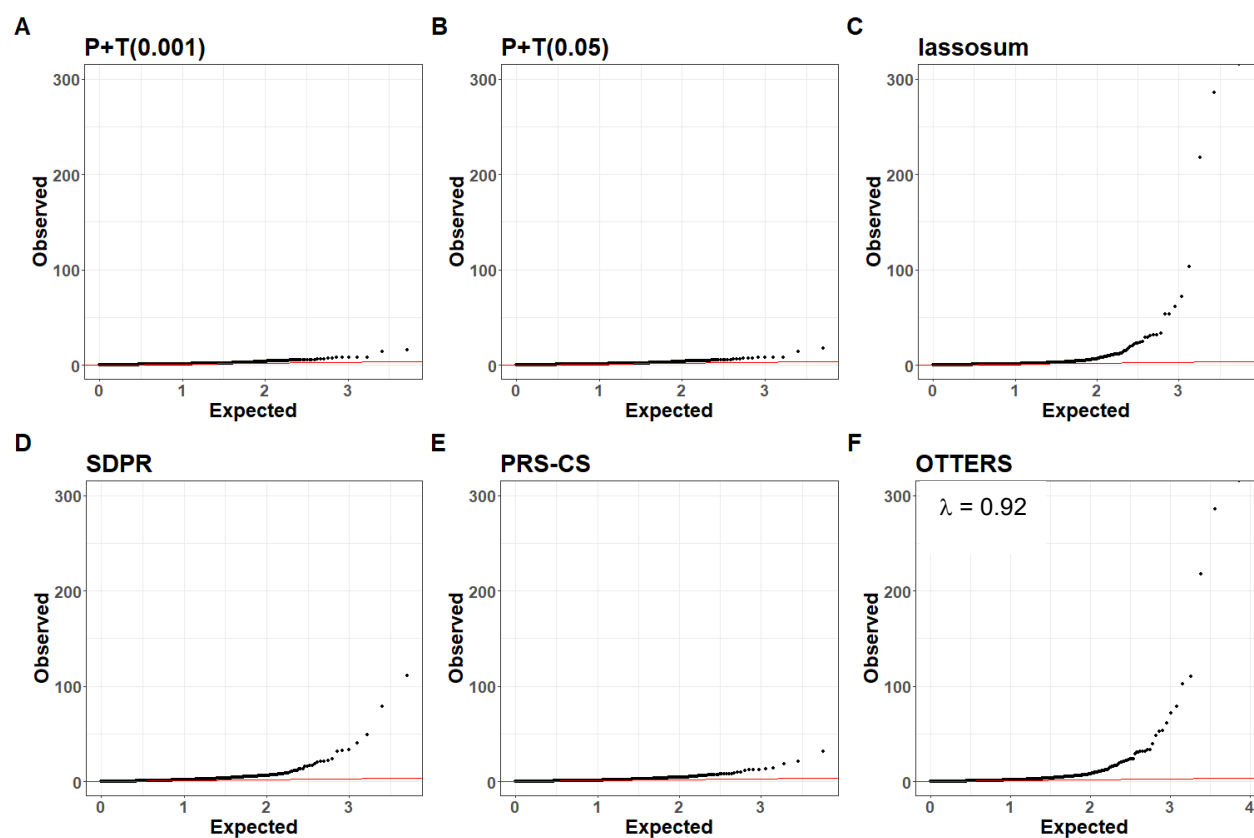 A
P+T(0.001)
300
200
100
0
Observed
0 1 2 3
Expected
B
P+T(0.05)
300
200
100
0
Observed
0 1 2 3
Expected
C
lassosum
300
200
100
0
Observed
0 1 2 3
Expected
D
SDPR
300
200
100
0
Observed
0 1 2 3
Expected
E
PRS-CS
300
200
100
0
Observed
0 1 2 3
Expected
F
OTTERS
λ = 0.92
300
200
100
0
Observed
0 1 2 3 4
Expected